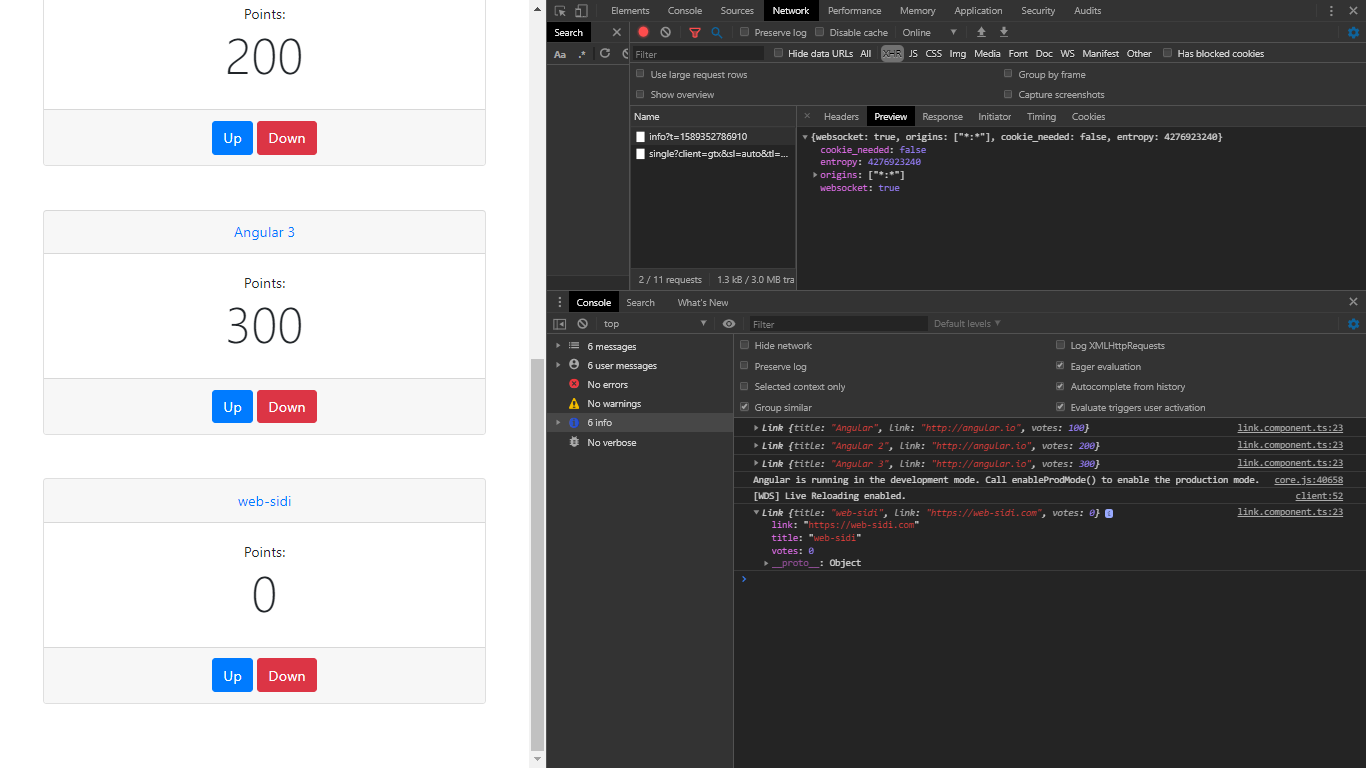 Points:
200
Up Down
Angular 3
Points:
300
Up Down
web-sidi
Points:
0
Up Down
Elements Console Sources Network Performance Memory Application Security Audits
Search
Aa .*
Preserve log Disable cache Online
Filter Hide data URLs All XHR JS CSS Img Media Font Doc WS Manifest Other Has blocked cookies
Use large request rows Group by frame
Show overview Capture screenshots
Name
info?t=1589352786910
single?client=gtx&sl=auto&tl=...
2 / 11 requests 1.3 kB / 3.0 MB tra
Headers Preview Response Initiator Timing Cookies
{websocket: true, origins: ["*:*"], cookie_needed: false, entropy: 4276923240}
cookie_needed: false
entropy: 4276923240
origins: ["*:*"]
websocket: true
Console Search What's New
top Filter Default levels
6 messages
6 user messages
No errors
No warnings
6 info
No verbose
Hide network Log XMLHttpRequests
Preserve log Eager evaluation
Selected context only Autocomplete from history
Group similar Evaluate triggers user activation
Link {title: "Angular", link: "http://angular.io", votes: 100} link.component.ts:23
Link {title: "Angular 2", link: "http://angular.io", votes: 200} link.component.ts:23
Link {title: "Angular 3", link: "http://angular.io", votes: 300} link.component.ts:23
Angular is running in the development mode. Call enableProdMode() to enable the production mode. core.js:40658
[WDS] Live Reloading enabled. client:52
Link {title: "web-sidi", link: "https://web-sidi.com", votes: 0} i link.component.ts:23
link: "https://web-sidi.com"
title: "web-sidi"
votes: 0
__proto__: Object